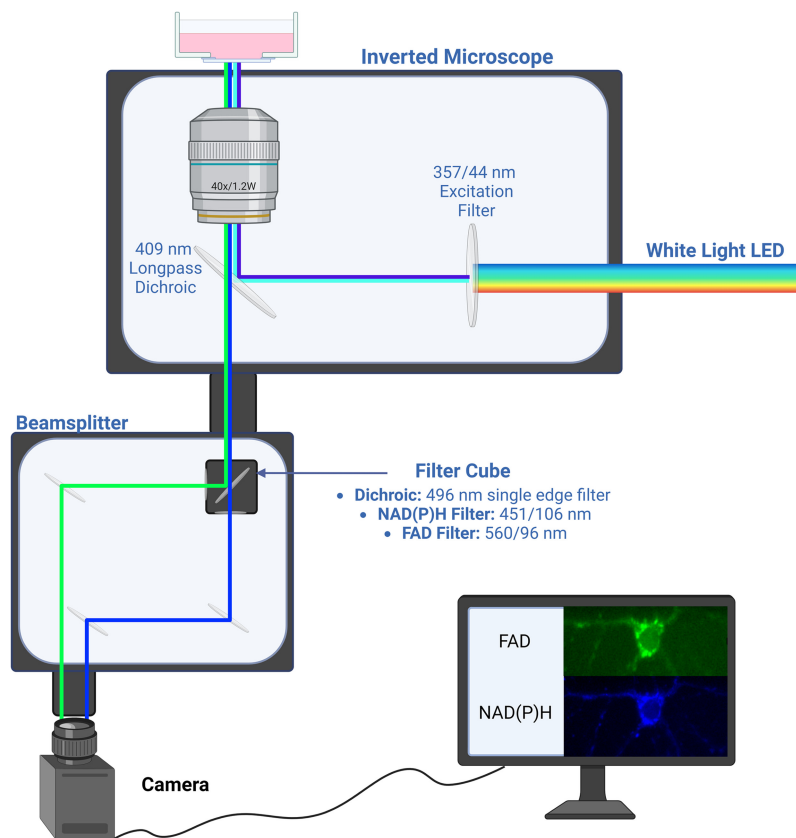 Inverted Microscope
40x/1.2W
357/44 nm
Excitation
Filter
409 nm
Longpass
Dichroic
White Light LED
Beamsplitter
Filter Cube
• Dichroic: 496 nm single edge filter
• NAD(P)H Filter: 451/106 nm
• FAD Filter: 560/96 nm
FAD
NAD(P)H
Camera